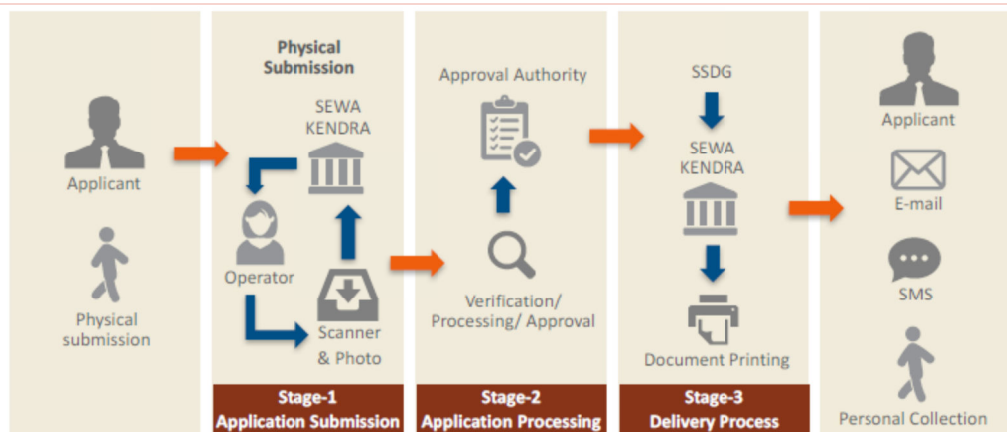 Applicant
Physical
submission
Physical
Submission
SEWA
KENDRA
Operator
Scanner
& Photo
Stage-1
Application Submission
Approval Authority
Verification/
Processing/ Approval
Stage-2
Application Processing
SSDG
SEWA
KENDRA
Document Printing
Stage-3
Delivery Process
Applicant
E-mail
SMS
Personal Collection